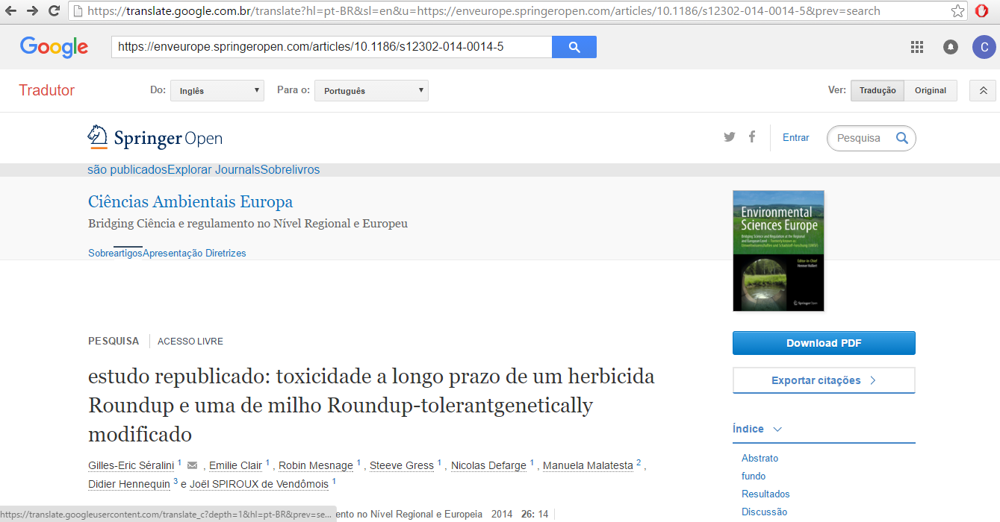 https://translate.google.com.br/translate?hl=pt-BR&sl=en&u=https://enveurope.springeropen.com/articles/10.1186/s12302-014-0014-5&prev=search
Google https://enveurope.springeropen.com/articles/10.1186/s12302-014-0014-5 C
Tradutor Do: Inglês Para o: Português Ver: Tradução Original
Springer Open Entrar Pesquisa
são publicadosExplorar JournalsSobrelivros
Ciências Ambientais Europa
Bridging Ciência e regulamento no Nível Regional e Europeu
SobreartigosApresentação Diretrizes
Environmental
Sciences Europe
Bridging Science and Regulation at the Regional
and European Level – Formerly known as
Umweltwissenschaften und Schadstoff-Forschung (UWSF)
Editor-in-Chief
Henner Hollert
Springer Open
PESQUISA ACESSO LIVRE
estudo republicado: toxicidade a longo prazo de um herbicida
Roundup e uma de milho Roundup-tolerantgenetically
modificado
Gilles-Eric Séralini 1 , Emilie Clair 1 , Robin Mesnage 1 , Steeve Gress 1 , Nicolas Defarge 1 , Manuela Malatesta 2 ,
Didier Hennequin 3 e Joël SPIROUX de Vendômois 1
https://translate.googleusercontent.com/translate_c?depth=1&hl=pt-BR&prev=se... ento no Nível Regional e Europeia 2014 26: 14
Download PDF
Exportar citações
Índice
Abstrato
fundo
Resultados
Discussão